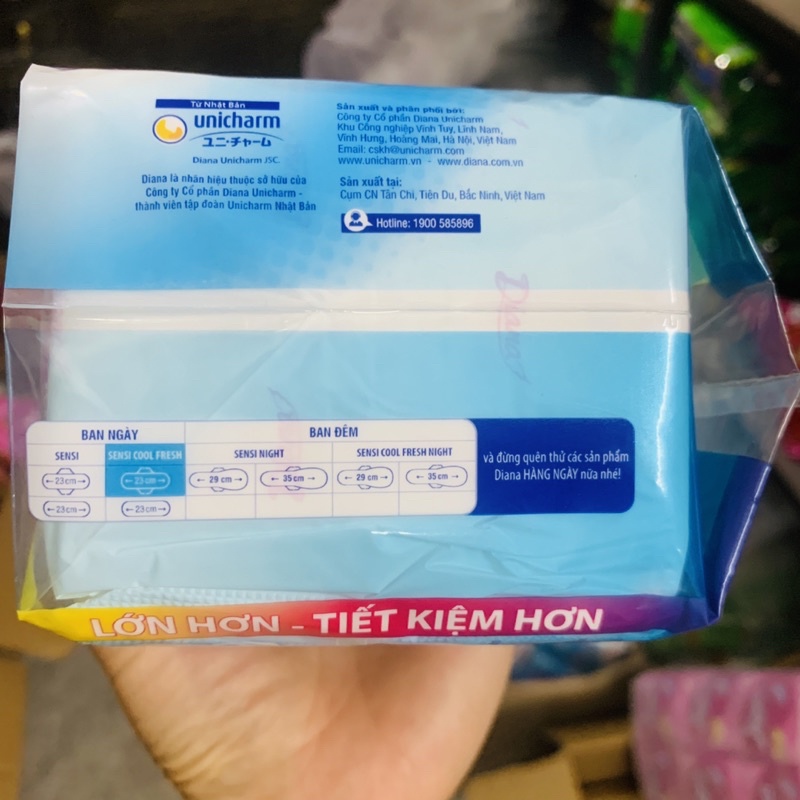 Từ Nhật Bản
unicharm
ユニ・チャーム
Diana Unicharm JSC.
Diana là nhãn hiệu thuộc sở hữu của
Công ty Cổ phần Diana Unicharm -
thành viên tập đoàn Unicharm Nhật Bản
Sản xuất và phân phối bởi:
Công ty Cổ phần Diana Unicharm
Khu Công nghiệp Vĩnh Tuy, Lĩnh Nam,
Vĩnh Hưng, Hoàng Mai, Hà Nội, Việt Nam
Email: cskh@unicharm.com
www.unicharm.vn - www.diana.com.vn
Sản xuất tại:
Cụm CN Tân Chi, Tiên Du, Bắc Ninh, Việt Nam
Hotline: 1900 585896
Diana
BAN NGÀY
BAN ĐÊM
SENSI
SENSI COOL FRESH
SENSI NIGHT
SENSI COOL FRESH NIGHT
23 cm
23 cm
29 cm
35 cm
29 cm
35 cm
23 cm
23 cm
và đừng quên thử các sản phẩm
Diana HÀNG NGÀY nữa nhé!
LỚN HƠN - TIẾT KIỆM HƠN